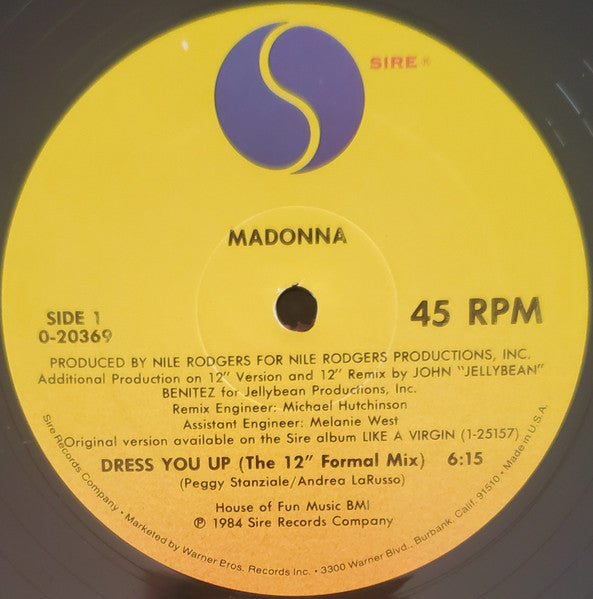 SIRE®
MADONNA
SIDE 1
0-20369
45 RPM
PRODUCED BY NILE RODGERS FOR NILE RODGERS PRODUCTIONS, INC.
Additional Production on 12" Version and 12" Remix by JOHN "JELLYBEAN"
BENITEZ for Jellybean Productions, Inc.
Remix Engineer: Michael Hutchinson
Assistant Engineer: Melanie West
Original version available on the Sire album LIKE A VIRGIN (1-25157)
DRESS YOU UP (The 12" Formal Mix) 6:15
(Peggy Stanziale/Andrea LaRusso)
House of Fun Music BMI
℗ 1984 Sire Records Company
Sire Records Company • Marketed by Warner Bros. Records Inc. • 3300 Warner Blvd., Burbank, Calif. 91510 • Made in U.S.A.